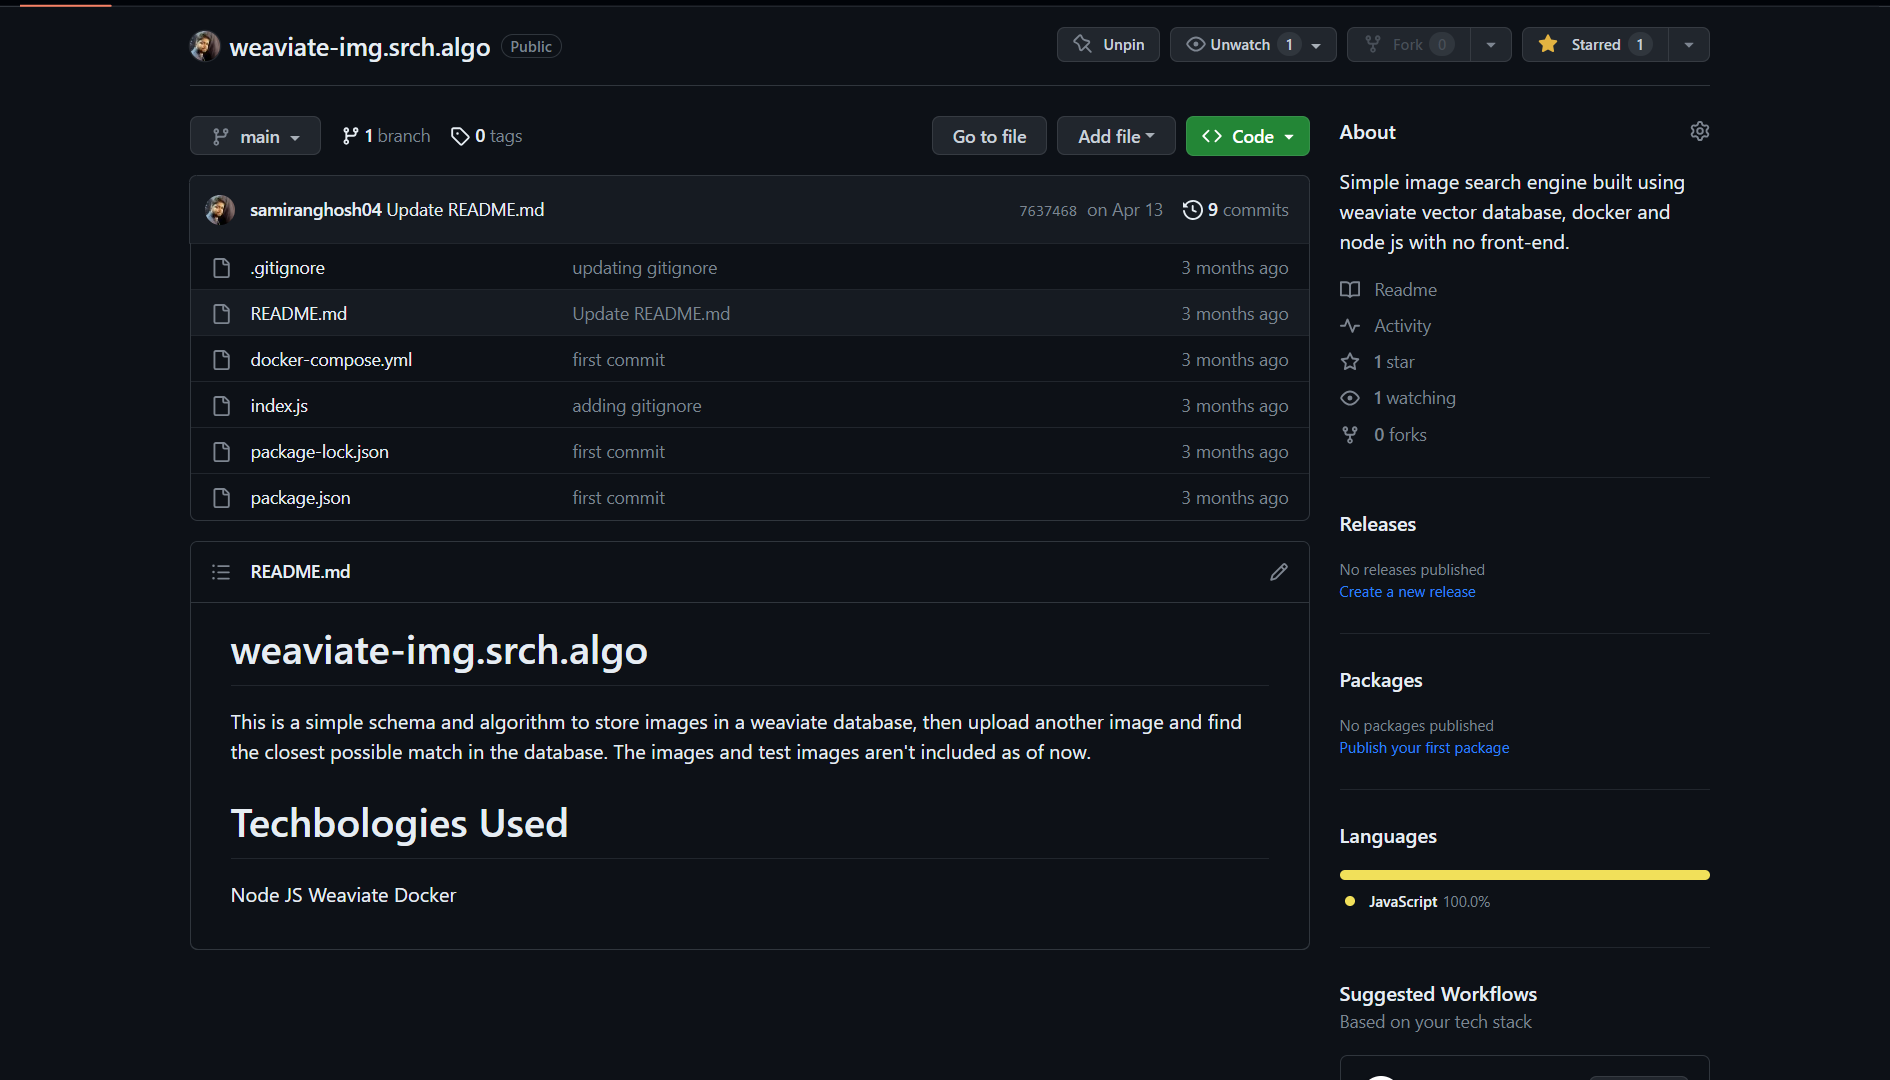 weaviate-img.srch.algo Public
Unpin Unwatch 1 Fork 0 Starred 1
main 1 branch 0 tags Go to file Add file Code
samiranghosh04 Update README.md 7637468 on Apr 13 9 commits
.gitignore updating gitignore 3 months ago
README.md Update README.md 3 months ago
docker-compose.yml first commit 3 months ago
index.js adding gitignore 3 months ago
package-lock.json first commit 3 months ago
package.json first commit 3 months ago
README.md
weaviate-img.srch.algo
This is a simple schema and algorithm to store images in a weaviate database, then upload another image and find
the closest possible match in the database. The images and test images aren't included as of now.
Techbologies Used
Node JS Weaviate Docker
About
Simple image search engine built using
weaviate vector database, docker and
node js with no front-end.
Readme
Activity
1 star
1 watching
0 forks
Releases
No releases published
Create a new release
Packages
No packages published
Publish your first package
Languages
JavaScript 100.0%
Suggested Workflows
Based on your tech stack